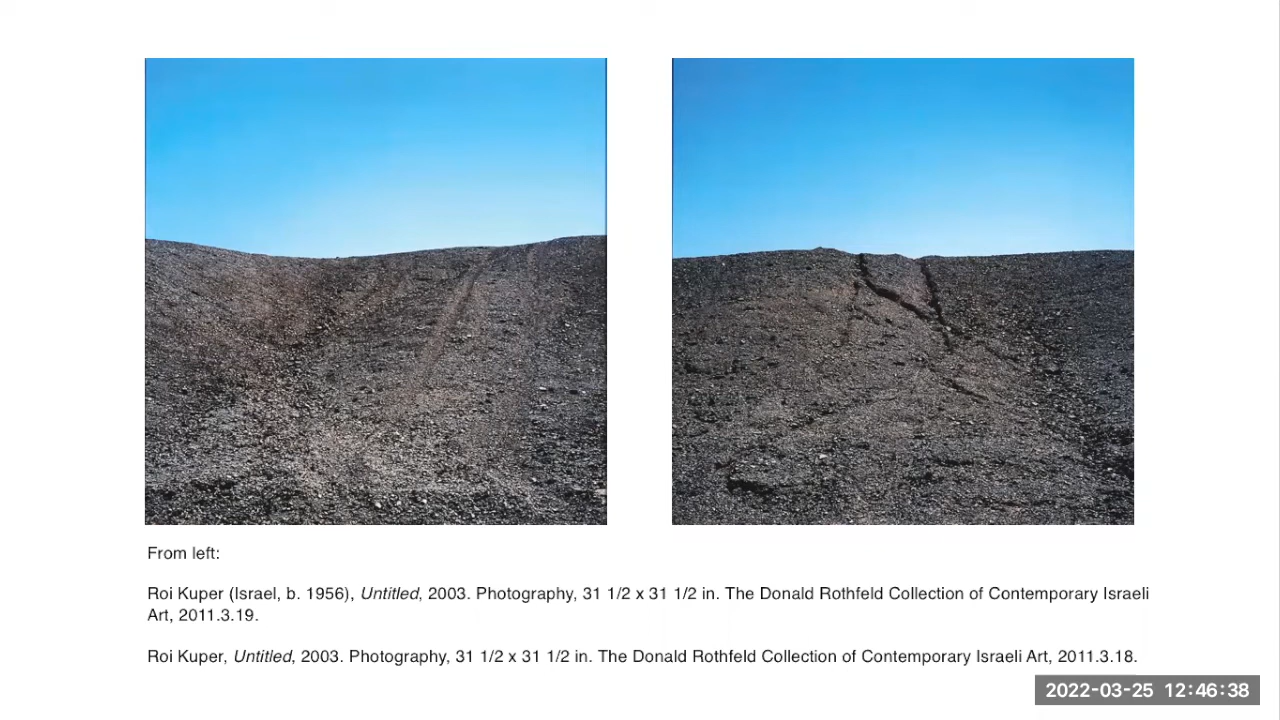 From left:
Roi Kuper (Israel, b. 1956), Untitled, 2003. Photography, 31 1/2 x 31 1/2 in. The Donald Rothfeld Collection of Contemporary Israeli
Art, 2011.3.19.
Roi Kuper, Untitled, 2003. Photography, 31 1/2 x 31 1/2 in. The Donald Rothfeld Collection of Contemporary Israeli Art, 2011.3.18.
2022-03-25 12:46:38